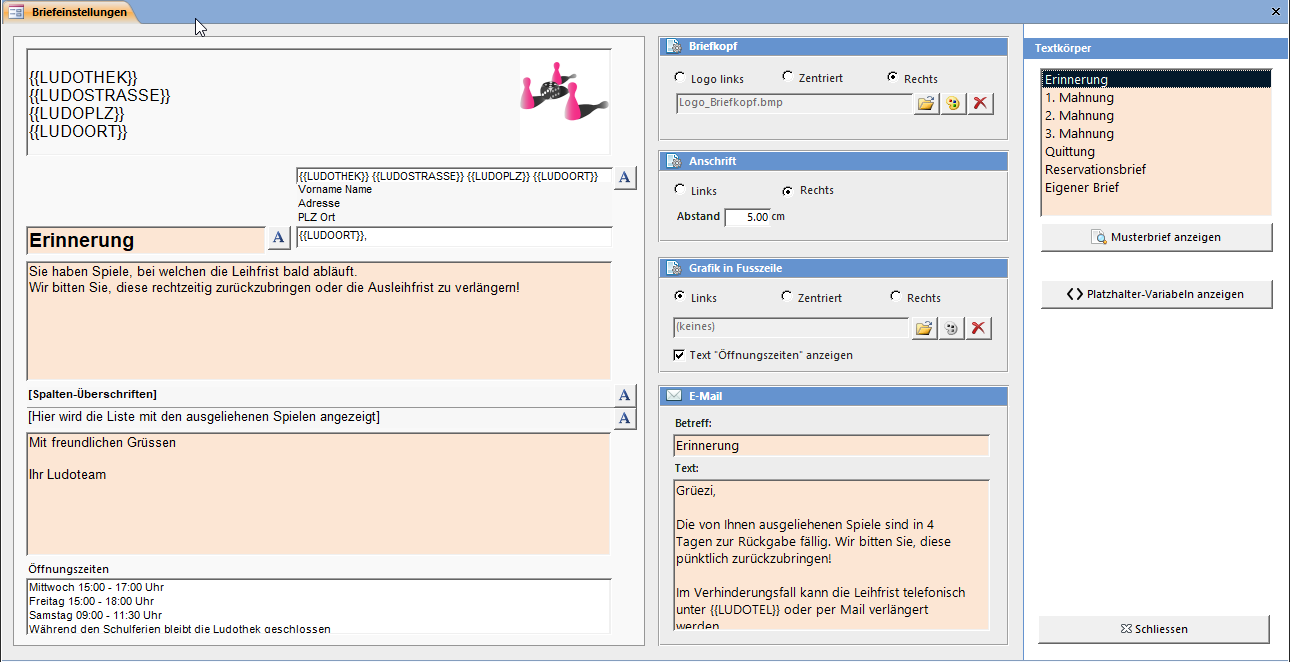 Briefeinstellungen
{{LUDOTHEK}}
{{LUDOSTRASSE}}
{{LUDOPLZ}}
{{LUDOORT}}
{{LUDOTHEK}} {{LUDOSTRASSE}} {{LUDOPLZ}} {{LUDOORT}}
A
Vorname Name
Adresse
PLZ Ort
Erinnerung
A
{{LUDOORT}},
Sie haben Spiele, bei welchen die Leihfrist bald abläuft.
Wir bitten Sie, diese rechtzeitig zurückzubringen oder die Ausleihfrist zu verlängern!
[Spalten-Überschriften]
A
[Hier wird die Liste mit den ausgeliehenen Spielen angezeigt]
A
Mit freundlichen Grüssen
Ihr Ludoteam
Öffnungszeiten
Mittwoch 15:00 - 17:00 Uhr
Freitag 15:00 - 18:00 Uhr
Samstag 09:00 - 11:30 Uhr
Während den Schulferien bleibt die Ludothek geschlossen
Briefkopf
Logo links Zentriert Rechts
Logo_Briefkopf.bmp
Anschrift
Links Rechts
Abstand 5.00 cm
Grafik in Fusszeile
Links Zentriert Rechts
(keines)
Text "Öffnungszeiten" anzeigen
E-Mail
Betreff:
Erinnerung
Text:
Grüezi,
Die von Ihnen ausgeliehenen Spiele sind in 4
Tagen zur Rückgabe fällig. Wir bitten Sie, diese
pünktlich zurückzubringen!
Im Verhinderungsfall kann die Leihfrist telefonisch
unter {{LUDOTEL}} oder per Mail verlängert
werden
Textkörper
Erinnerung
1. Mahnung
2. Mahnung
3. Mahnung
Quittung
Reservationsbrief
Eigener Brief
Musterbrief anzeigen
Platzhalter-Variabeln anzeigen
Schliessen